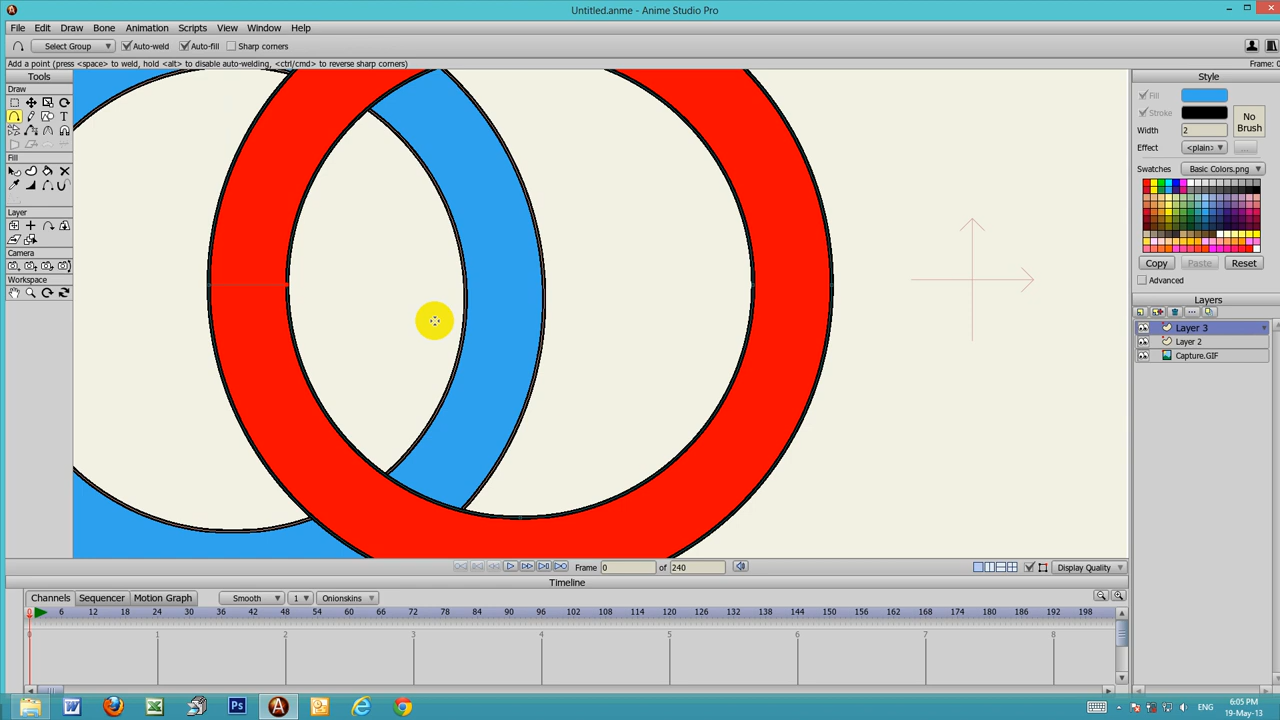 Untitled.anme - Anime Studio Pro
File Edit Draw Bone Animation Scripts View Window Help
Select Group Auto-weld Auto-fill Sharp corners
Add a point (press <space> to weld, hold <alt> to disable auto-welding, <ctrl/cmd> to reverse sharp corners)
Frame: 0
Tools
Draw
Fill
Layer
Camera
Workspace
Style
Fill
Stroke
No Brush
Width 2
Effect <plain> ...
Swatches Basic Colors.png
Copy Paste Reset
Advanced
Layers
Layer 3
Layer 2
Capture.GIF
Frame 0 of 240 Display Quality
Timeline
Channels Sequencer Motion Graph Smooth 1 Onionskins
0 6 12 18 24 30 36 42 48 54 60 66 72 78 84 90 96 102 108 114 120 126 132 138 144 150 156 162 168 174 180 186 192 198
0 1 2 3 4 5 6 7 8
ENG
6:05 PM
19-May-13